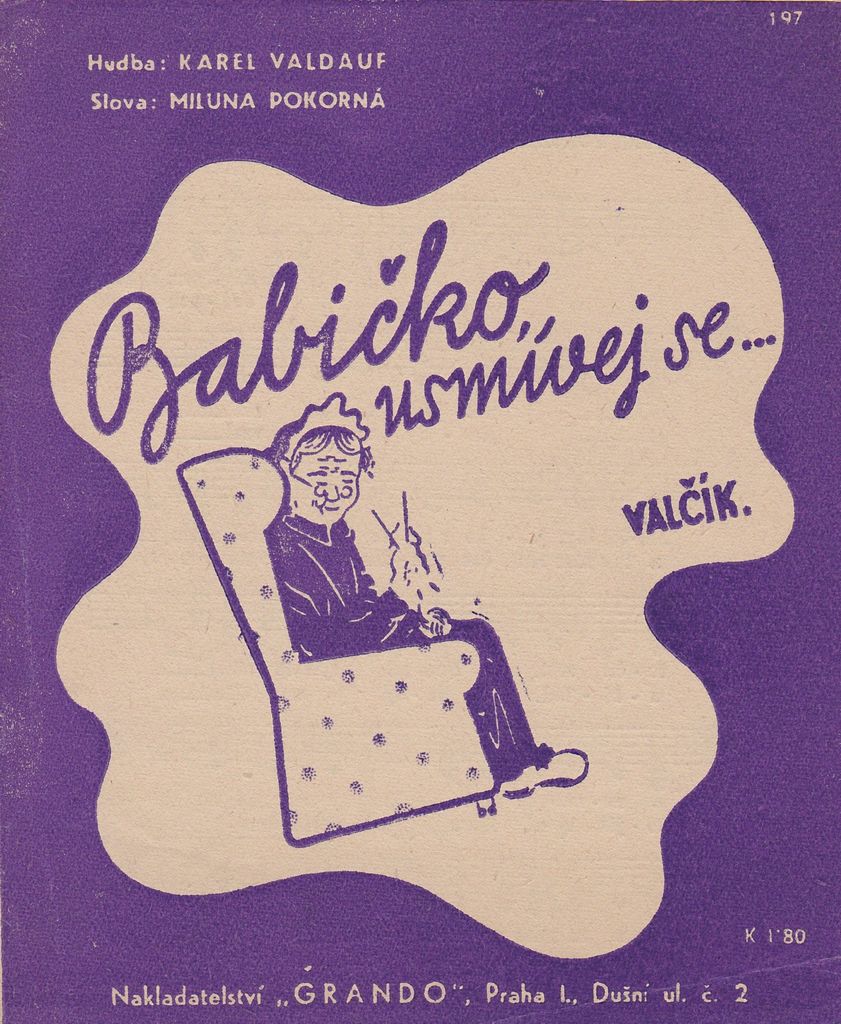 197
Hudba: KAREL VALDAUF
Slova: MILUNA POKORNÁ
Babičko,
usmívej se...
VALČÍK.
K 1·80
Nakladatelství „GRANDO“, Praha I., Dušní ul. č. 2